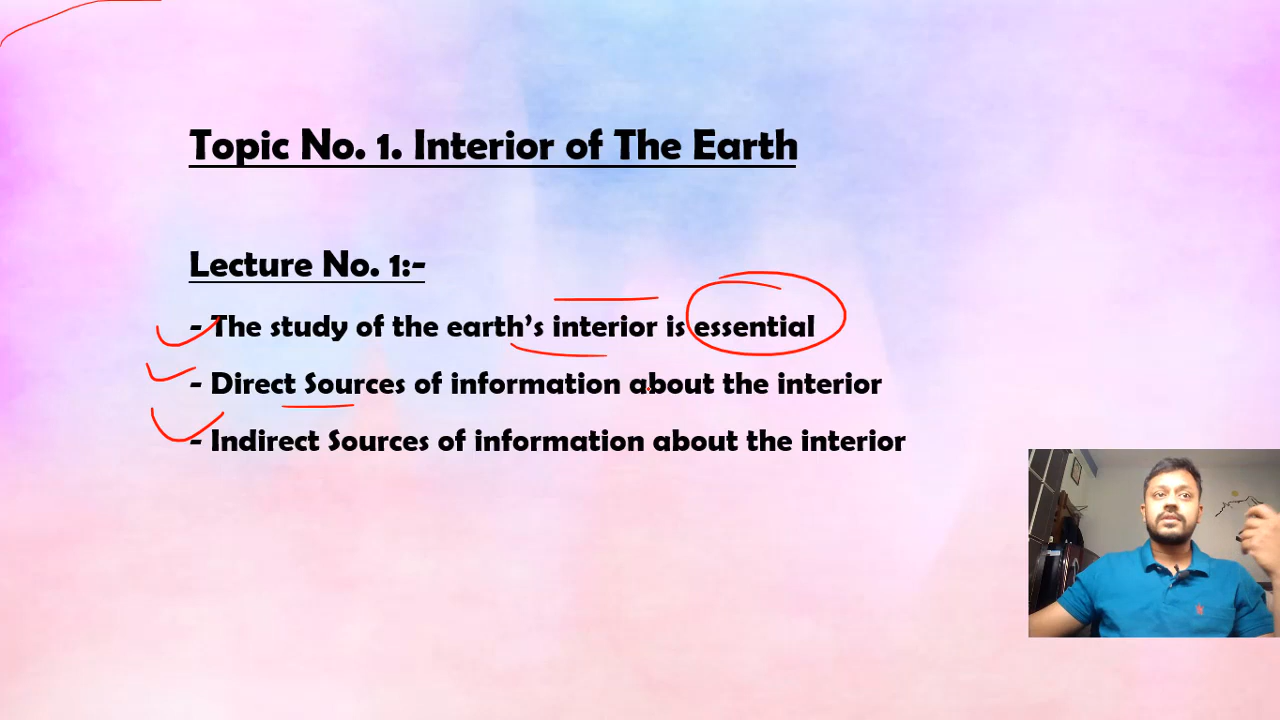 Topic No. 1. Interior of The Earth
Lecture No. 1:-
- The study of the earth's interior is essential
- Direct Sources of information about the interior
- Indirect Sources of information about the interior